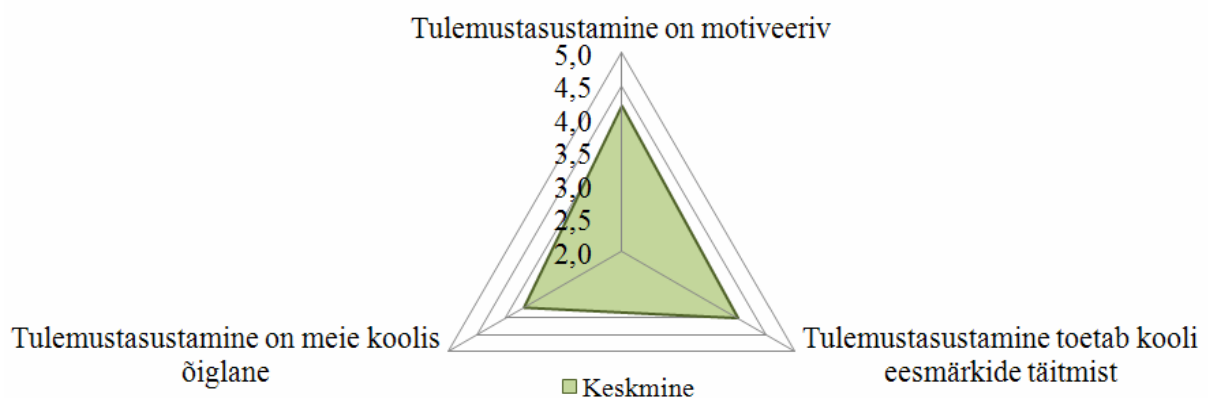 Tulemustasustamine on motiveeriv
5,0
4,5
4,0
3,5
3,0
2,5
2,0
Tulemustasustamine on meie koolis
õiglane
Tulemustasustamine toetab kooli
eesmärkide täitmist
Keskmine